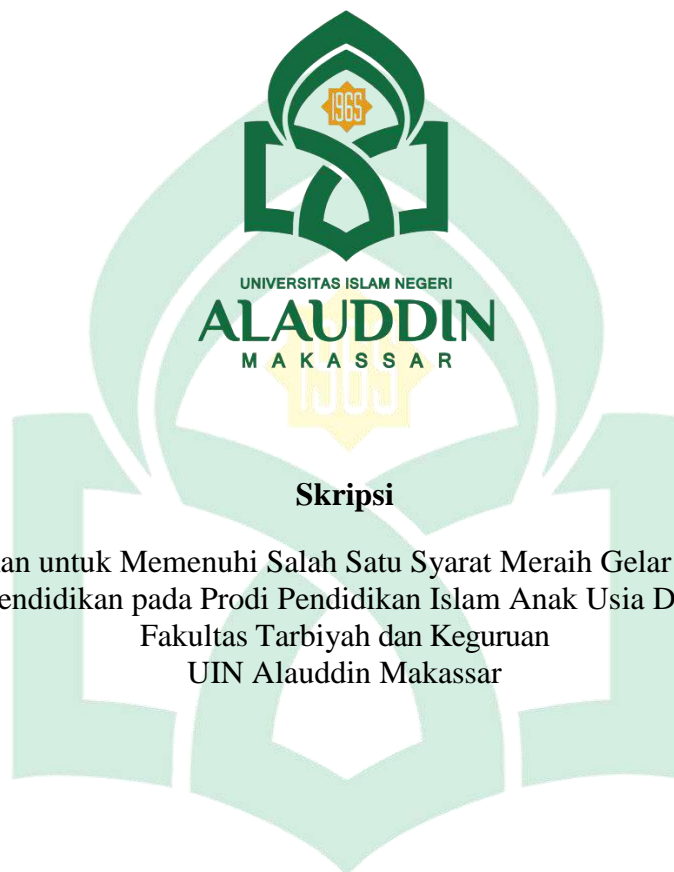 1965
UNIVERSITAS ISLAM NEGERI
ALAUDDIN
MAKASSAR
1965
Skripsi
an untuk Memenuhi Salah Satu Syarat Meraih Gelar
endidikan pada Prodi Pendidikan Islam Anak Usia D
Fakultas Tarbiyah dan Keguruan
UIN Alauddin Makassar